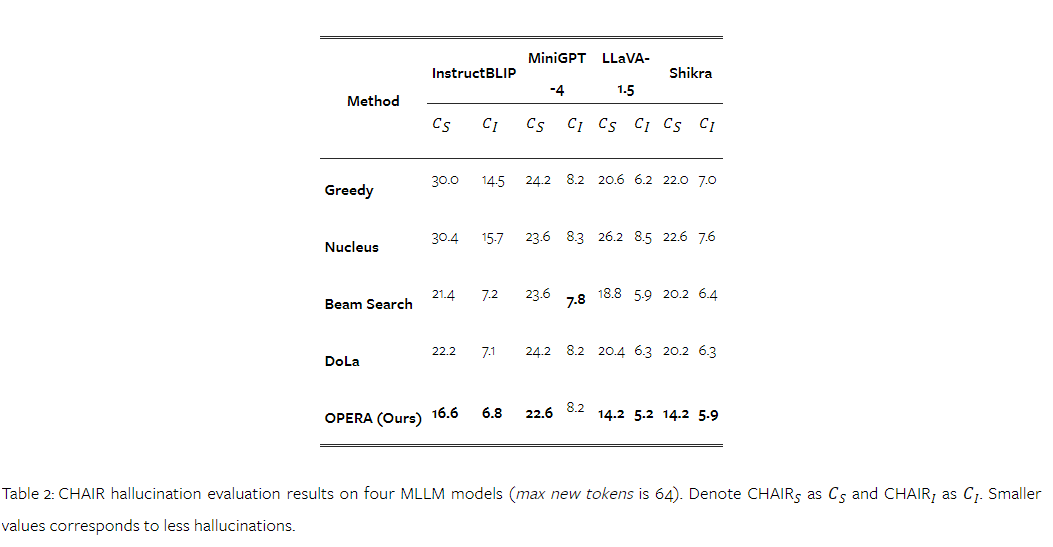 Method InstructBLIP MiniGPT-4 LLaVA-1.5 Shikra
C_S C_I C_S C_I C_S C_I C_S C_I
Greedy 30.0 14.5 24.2 8.2 20.6 6.2 22.0 7.0
Nucleus 30.4 15.7 23.6 8.3 26.2 8.5 22.6 7.6
Beam Search 21.4 7.2 23.6 7.8 18.8 5.9 20.2 6.4
DoLa 22.2 7.1 24.2 8.2 20.4 6.3 20.2 6.3
OPERA (Ours) 16.6 6.8 22.6 8.2 14.2 5.2 14.2 5.9
Table 2: CHAIR hallucination evaluation results on four MLLM models (max new tokens is 64). Denote CHAIR_S as C_S and CHAIR_I as C_I. Smaller
values corresponds to less hallucinations.